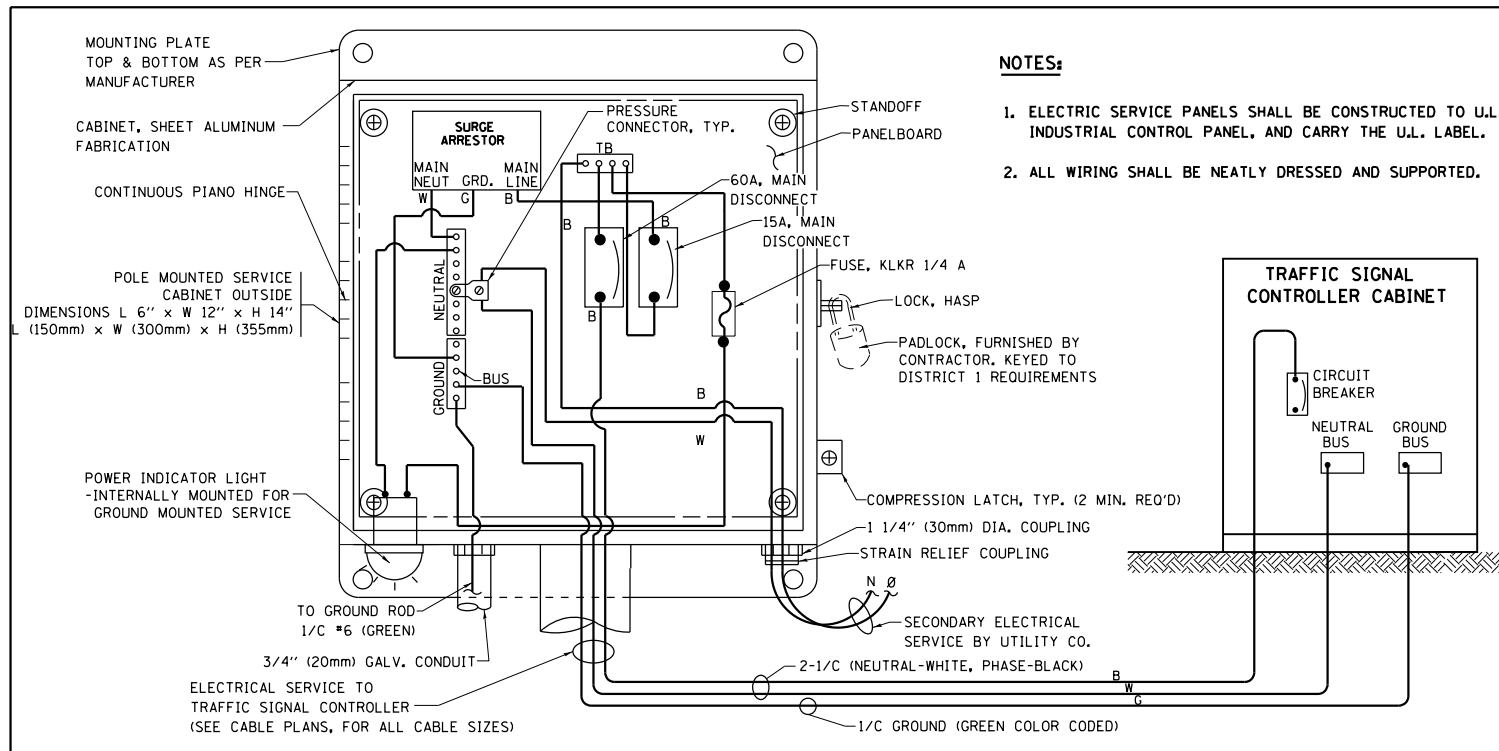 MOUNTING PLATE
TOP & BOTTOM AS PER
MANUFACTURER
CABINET, SHEET ALUMINUM
FABRICATION
CONTINUOUS PIANO HINGE
POLE MOUNTED SERVICE
CABINET OUTSIDE
DIMENSIONS L 6" x W 12" x H 14"
L (150mm) x W (300mm) x H (355mm)
POWER INDICATOR LIGHT
-INTERNALLY MOUNTED FOR
GROUND MOUNTED SERVICE
TO GROUND ROD
1/C #6 (GREEN)
3/4" (20mm) GALV. CONDUIT
ELECTRICAL SERVICE TO
TRAFFIC SIGNAL CONTROLLER
(SEE CABLE PLANS, FOR ALL CABLE SIZES)
SURGE
ARRESTOR
MAIN
NEUT
GRD.
MAIN
LINE
W
G
B
PRESSURE
CONNECTOR, TYP.
TB
60A, MAIN
DISCONNECT
B
B
15A, MAIN
DISCONNECT
B
NEUTRAL
GROUND
BUS
B
W
STANDOFF
PANELBOARD
FUSE, KLKR 1/4 A
LOCK, HASP
PADLOCK, FURNISHED BY
CONTRACTOR. KEYED TO
DISTRICT 1 REQUIREMENTS
COMPRESSION LATCH, TYP. (2 MIN. REQ'D)
1 1/4" (30mm) DIA. COUPLING
STRAIN RELIEF COUPLING
N Ø
SECONDARY ELECTRICAL
SERVICE BY UTILITY CO.
2-1/C (NEUTRAL-WHITE, PHASE-BLACK)
B
W
G
1/C GROUND (GREEN COLOR CODED)
NOTES:
1. ELECTRIC SERVICE PANELS SHALL BE CONSTRUCTED TO U.L
INDUSTRIAL CONTROL PANEL, AND CARRY THE U.L. LABEL.
2. ALL WIRING SHALL BE NEATLY DRESSED AND SUPPORTED.
TRAFFIC SIGNAL
CONTROLLER CABINET
CIRCUIT
BREAKER
NEUTRAL
BUS
GROUND
BUS